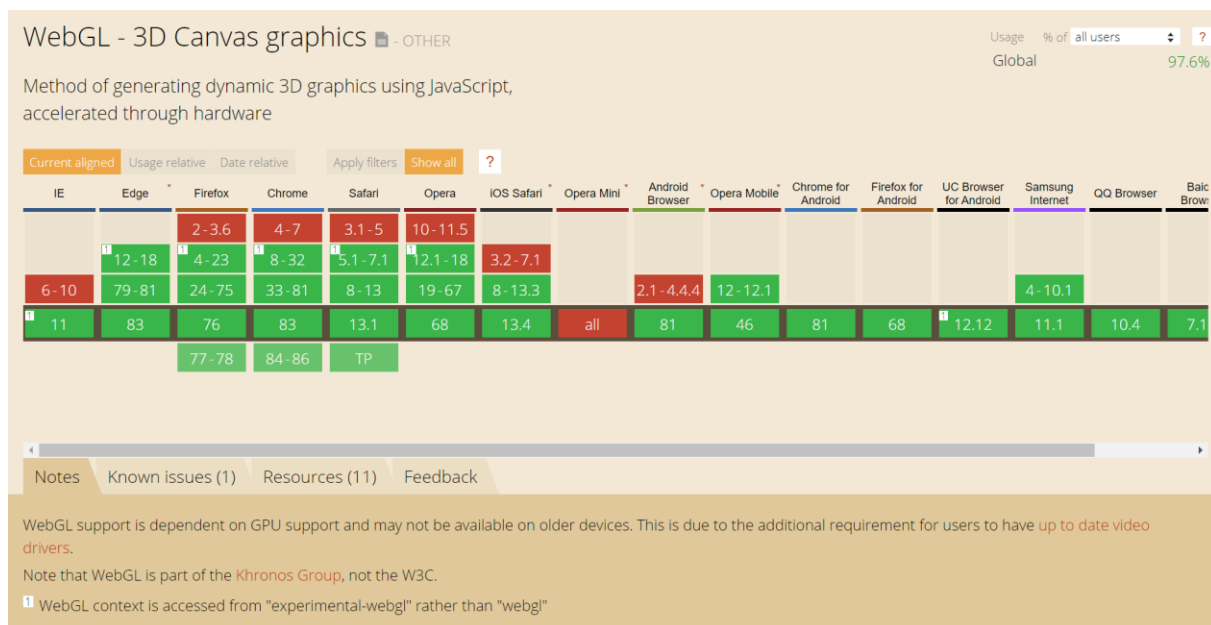 WebGL - 3D Canvas graphics - OTHER
Usage % of all users ?
Global 97.6%
Method of generating dynamic 3D graphics using JavaScript,
accelerated through hardware
Current aligned Usage relative Date relative Apply filters Show all ?
IE Edge * Firefox Chrome Safari Opera iOS Safari * Opera Mini * Android Browser * Opera Mobile * Chrome for Android Firefox for Android UC Browser for Android Samsung Internet QQ Browser Baid Brows
2-3.6 4-7 3.1-5 10-11.5
1 12-18 1 4-23 1 8-32 1 5.1-7.1 1 12.1-18 3.2-7.1
6-10 79-81 24-75 33-81 8-13 19-67 8-13.3 2.1-4.4.4 12-12.1 4-10.1
1 11 83 76 83 13.1 68 13.4 all 81 46 81 68 1 12.12 11.1 10.4 7.1
77-78 84-86 TP
Notes Known issues (1) Resources (11) Feedback
WebGL support is dependent on GPU support and may not be available on older devices. This is due to the additional requirement for users to have up to date video
drivers.
Note that WebGL is part of the Khronos Group, not the W3C.
1 WebGL context is accessed from "experimental-webgl" rather than "webgl"